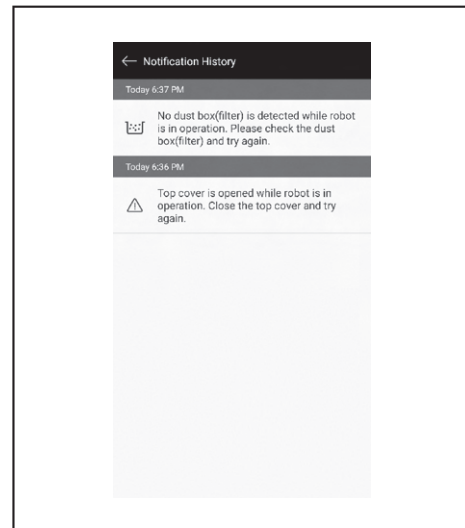 ← Notification History
Today 6:37 PM
No dust box(filter) is detected while robot
is in operation. Please check the dust
box(filter) and try again.
Today 6:36 PM
Top cover is opened while robot is in
operation. Close the top cover and try
again.